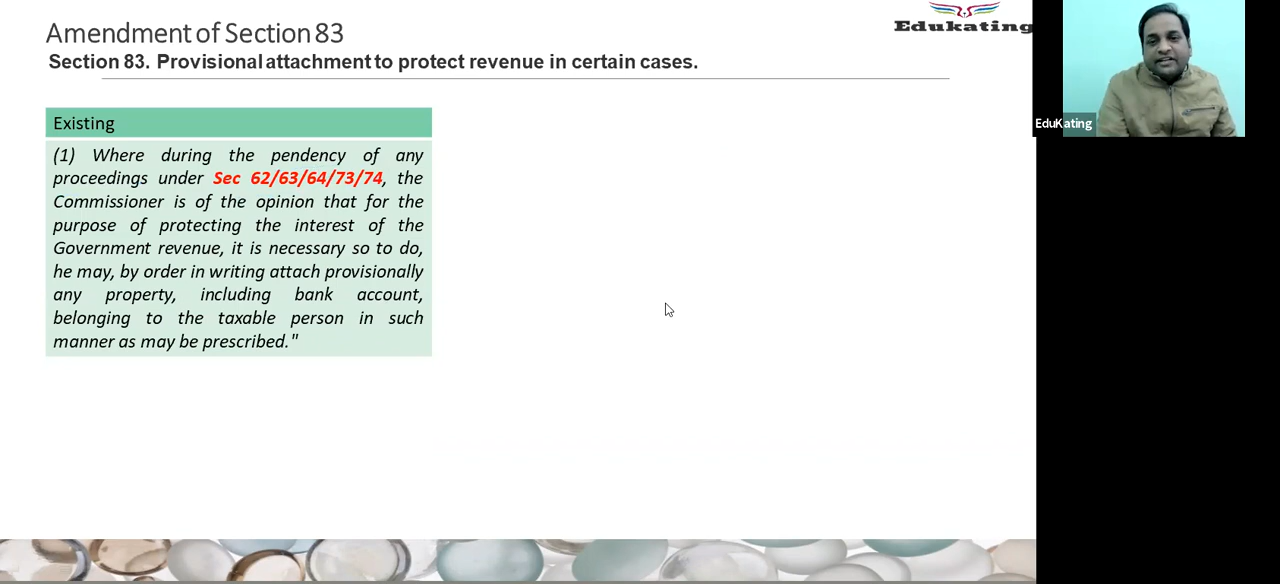 Amendment of Section 83
Edukating
Section 83. Provisional attachment to protect revenue in certain cases.
Existing
(1) Where during the pendency of any
proceedings under Sec 62/63/64/73/74, the
Commissioner is of the opinion that for the
purpose of protecting the interest of the
Government revenue, it is necessary so to do,
he may, by order in writing attach provisionally
any property, including bank account,
belonging to the taxable person in such
manner as may be prescribed."
EduKating